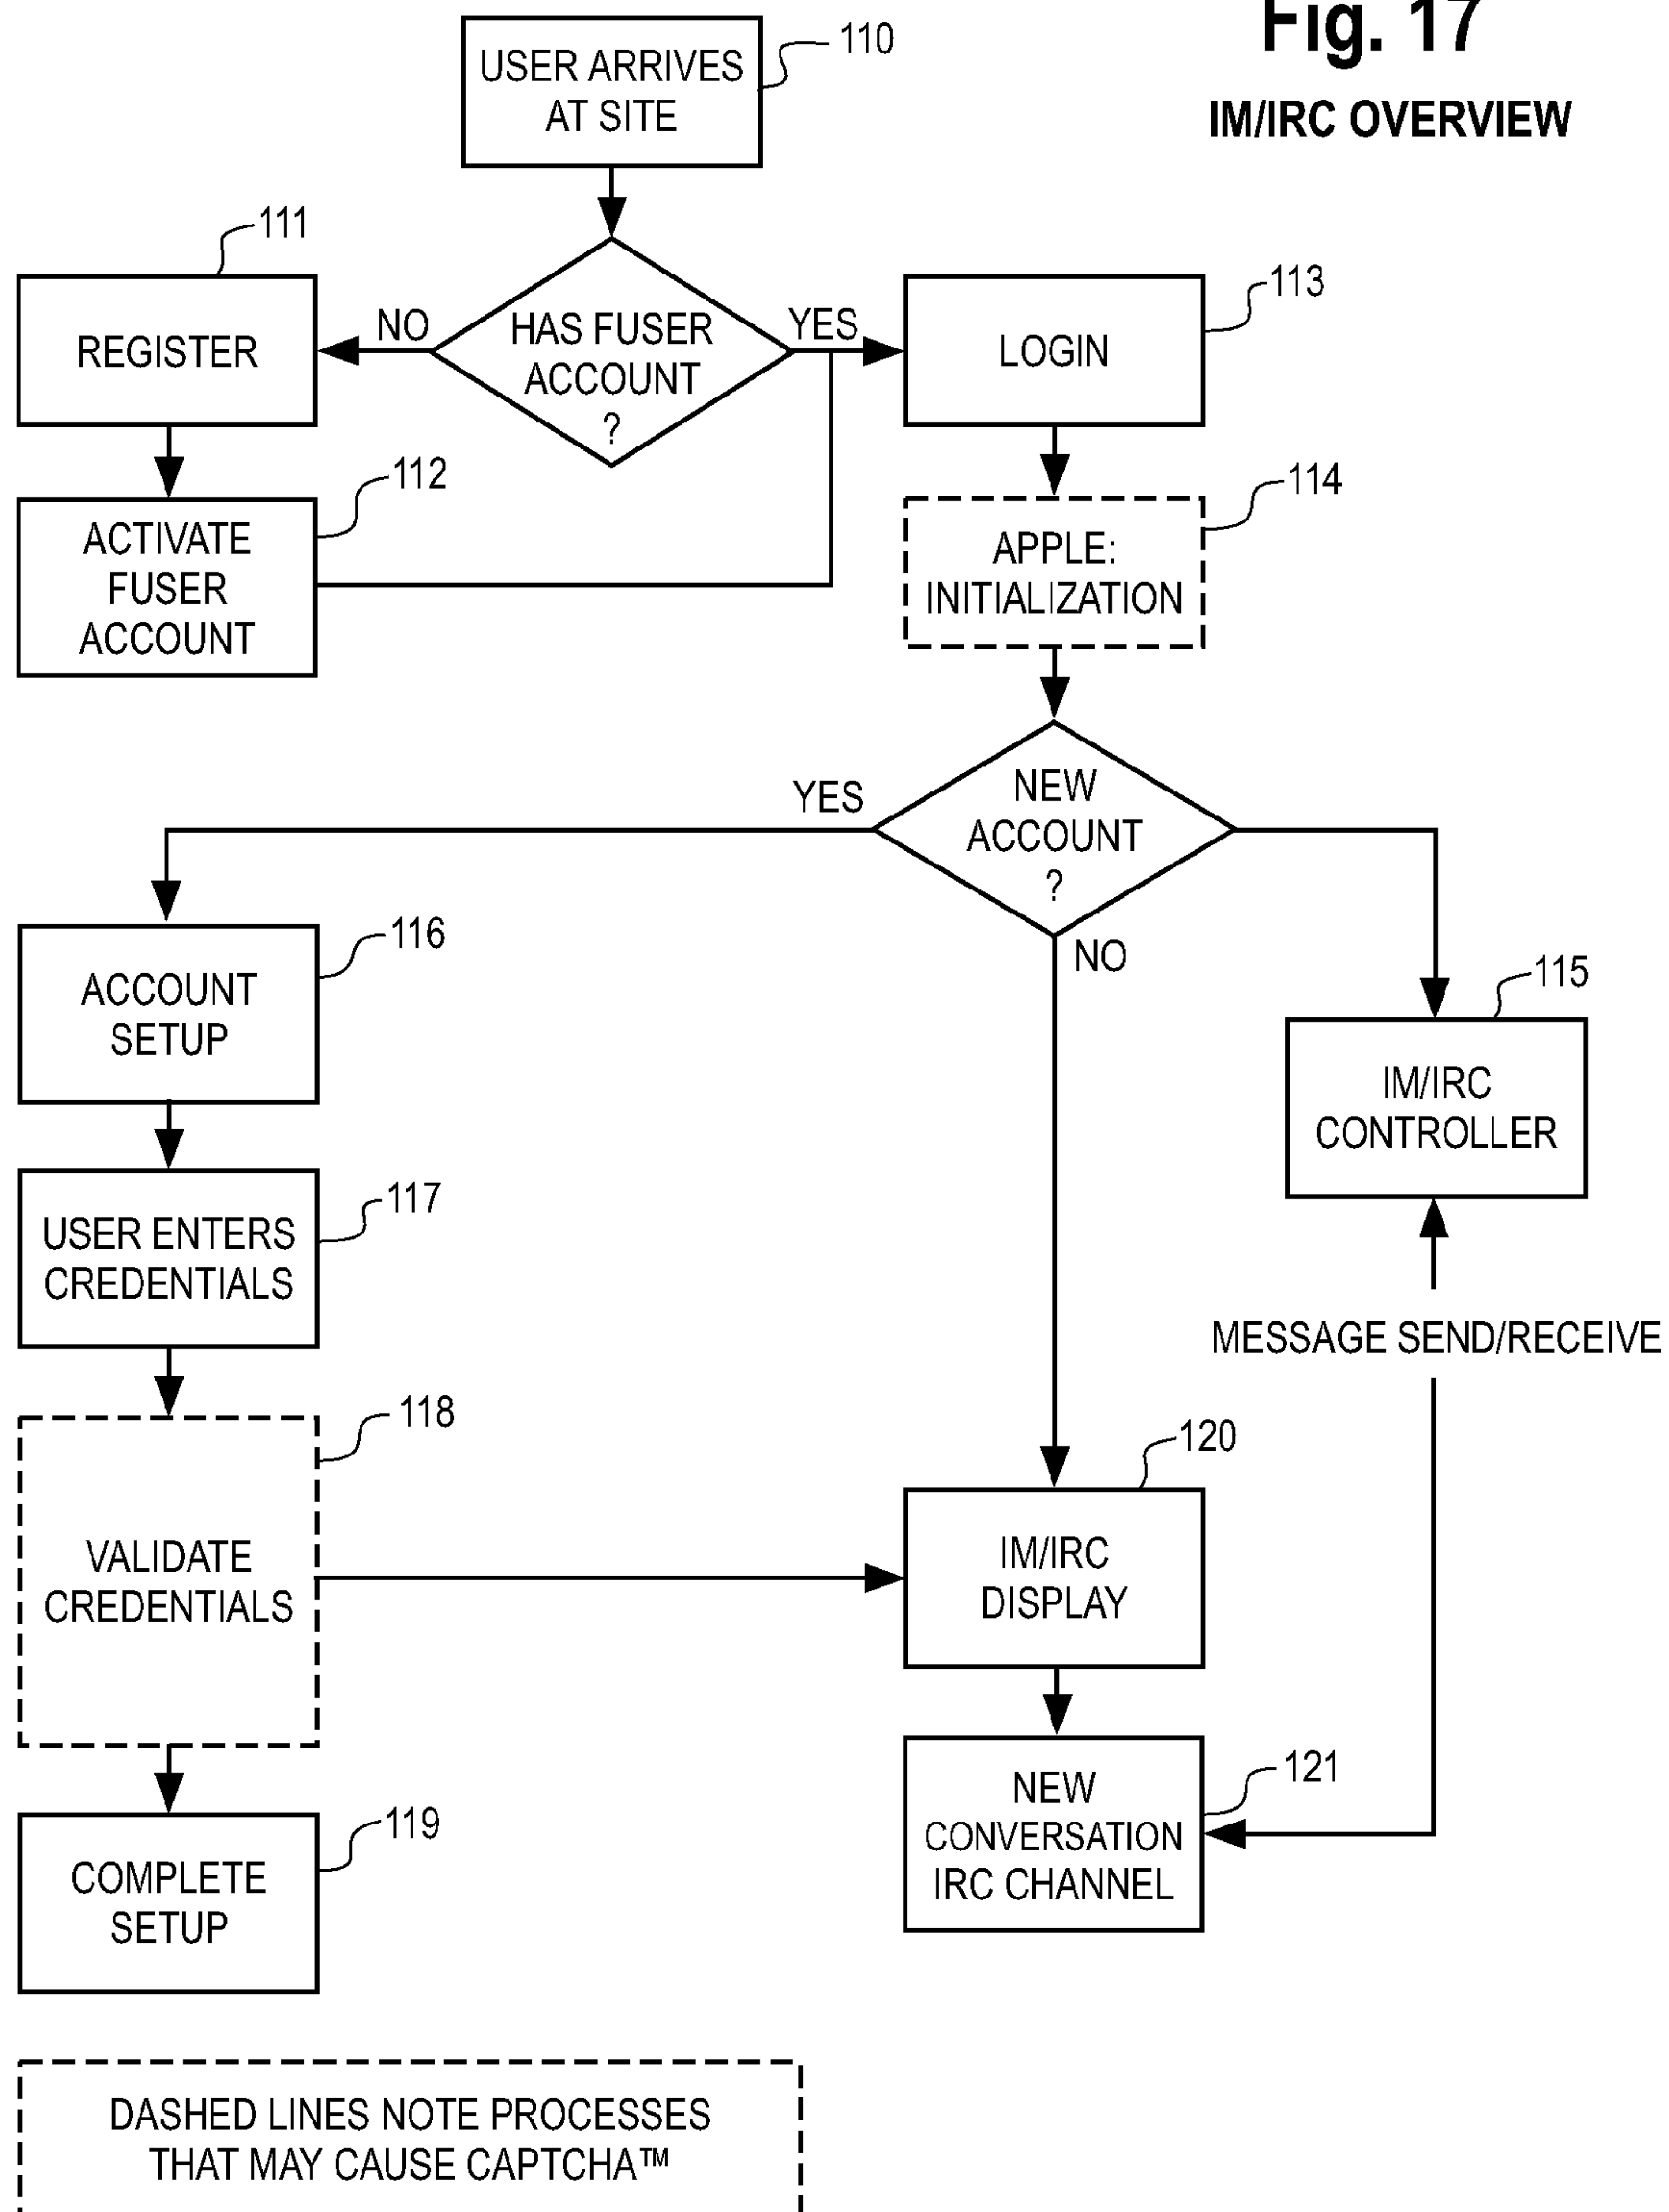 Fig. 17
IM/IRC OVERVIEW
USER ARRIVES
AT SITE
110
111
REGISTER
NO
HAS FUSER
ACCOUNT
?
YES
113
LOGIN
112
ACTIVATE
FUSER
ACCOUNT
114
APPLE:
INITIALIZATION
YES
NEW
ACCOUNT
?
NO
116
ACCOUNT
SETUP
115
IM/IRC
CONTROLLER
117
USER ENTERS
CREDENTIALS
MESSAGE SEND/RECEIVE
118
VALIDATE
CREDENTIALS
120
IM/IRC
DISPLAY
119
COMPLETE
SETUP
121
NEW
CONVERSATION
IRC CHANNEL
DASHED LINES NOTE PROCESSES
THAT MAY CAUSE CAPTCHA™